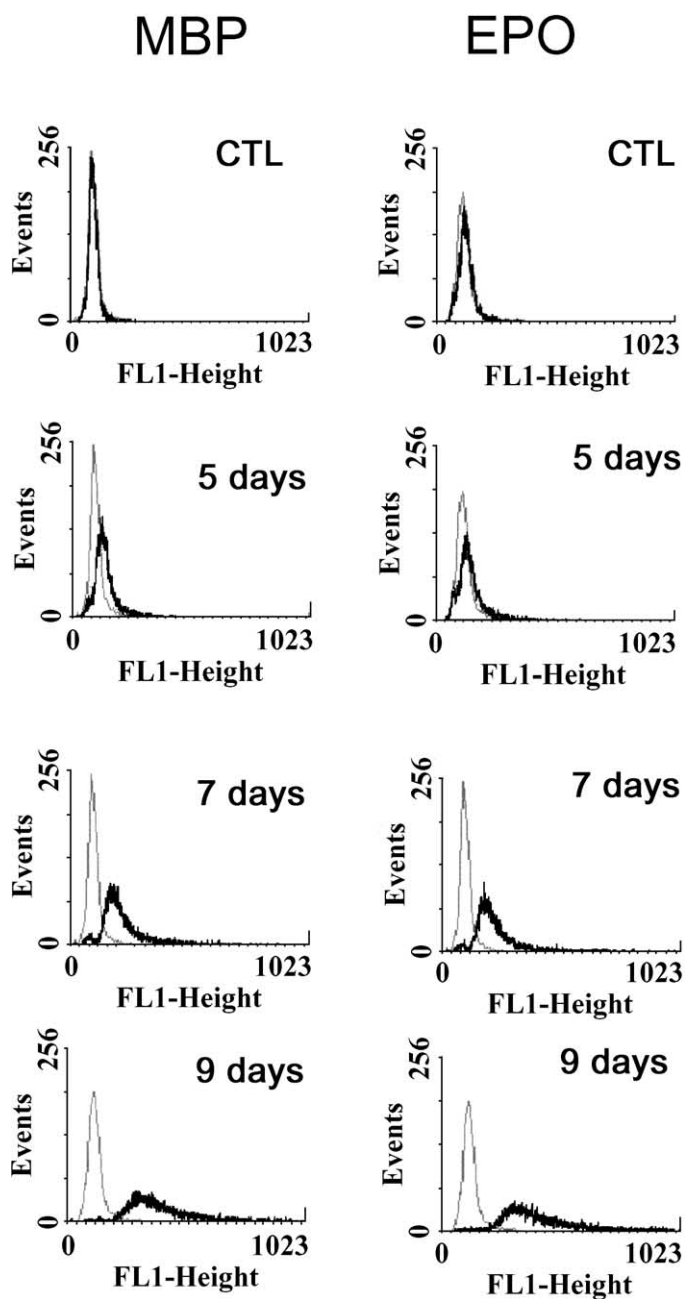 MBP EPO
CTL CTL
256 256
Events Events
0 0
0 1023 0 1023
FL1-Height FL1-Height
5 days 5 days
256 256
Events Events
0 0
0 1023 0 1023
FL1-Height FL1-Height
7 days 7 days
256 256
Events Events
0 0
0 1023 0 1023
FL1-Height FL1-Height
9 days 9 days
256 256
Events Events
0 0
0 1023 0 1023
FL1-Height FL1-Height